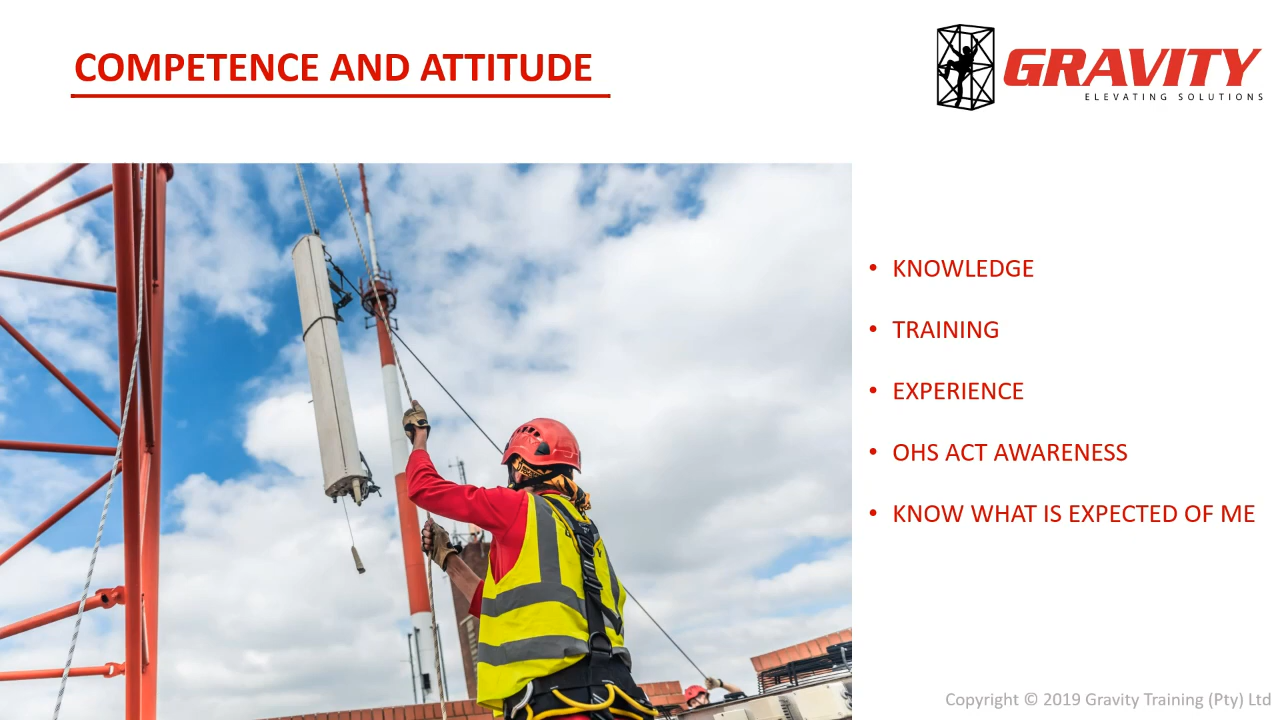 COMPETENCE AND ATTITUDE
GRAVITY
ELEVATING SOLUTIONS
• KNOWLEDGE
• TRAINING
• EXPERIENCE
• OHS ACT AWARENESS
• KNOW WHAT IS EXPECTED OF ME
Copyright © 2019 Gravity Training (Pty) Ltd